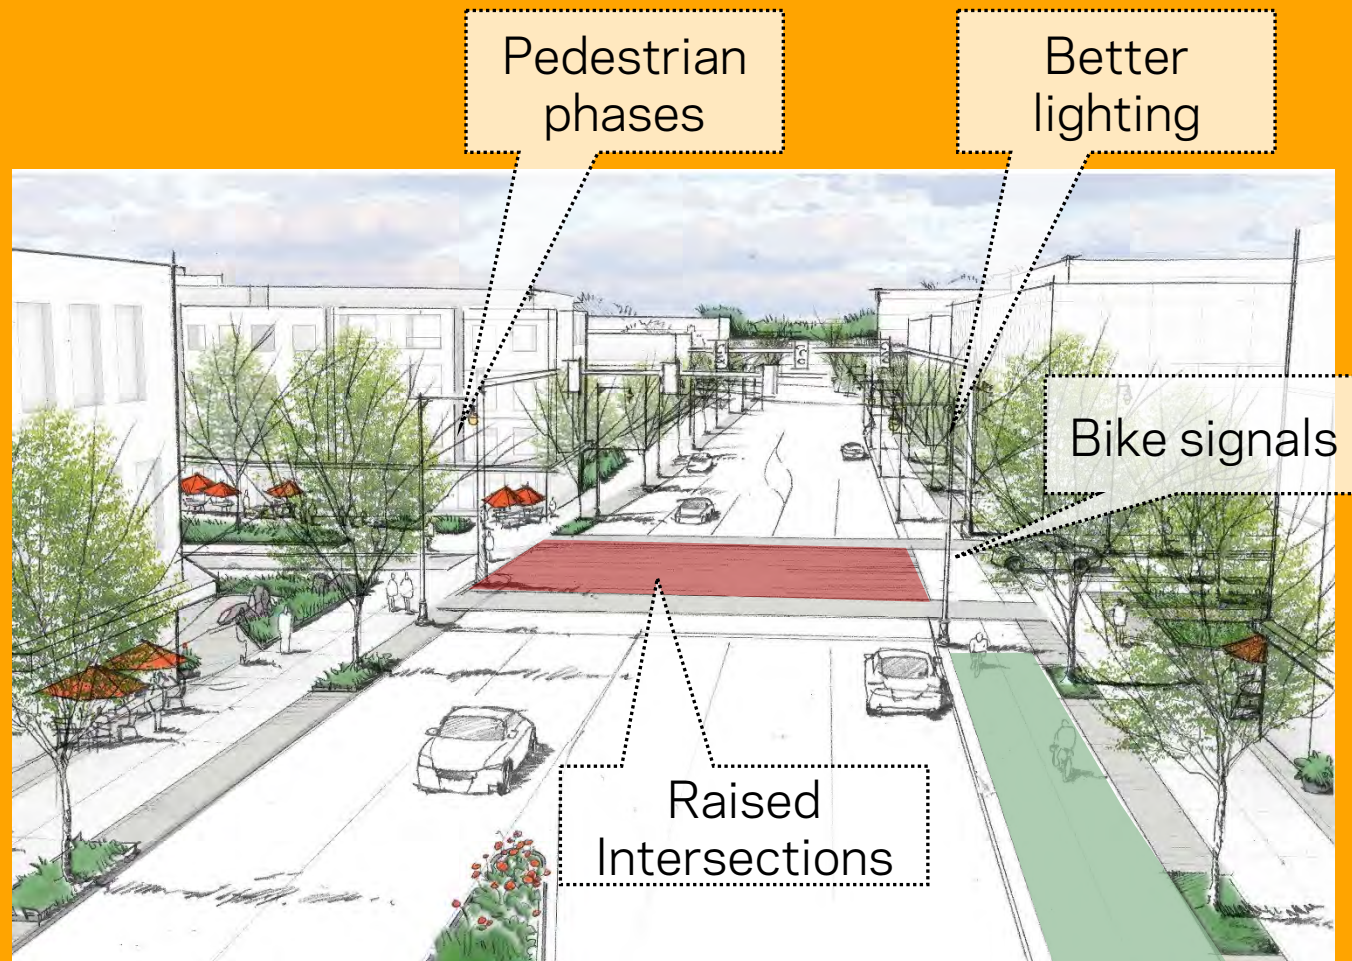 Pedestrian
phases
Better
lighting
Bike signals
Raised
Intersections